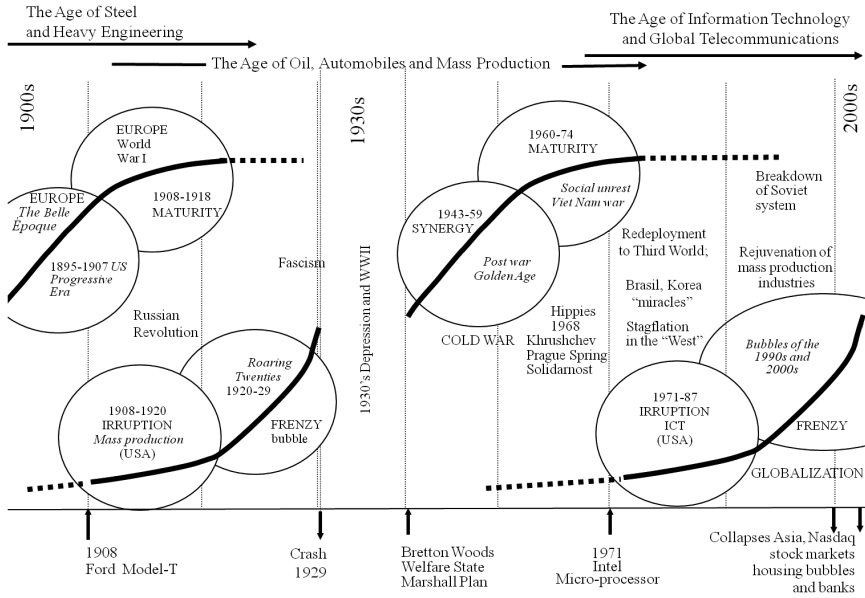 The Age of Steel
and Heavy Engineering
The Age of Information Technology
and Global Telecommunications
The Age of Oil, Automobiles and Mass Production
1900s
1930s
2000s
EUROPE
World
War I
1908-1918
MATURITY
EUROPE
The Belle
Époque
1895-1907 US
Progressive
Era
Russian
Revolution
Fascism
Roaring
Twenties
1920-29
FRENZY
bubble
1908-1920
IRRUPTION
Mass production
(USA)
1930's Depression and WWII
1960-74
MATURITY
Social unrest
Viet Nam war
1943-59
SYNERGY
Post war
Golden Age
COLD WAR
Hippies
1968
Khrushchev
Prague Spring
Solidarnost
Redeployment
to Third World;
Brasil, Korea
“miracles”
Stagflation
in the “West”
Breakdown
of Soviet
system
Rejuvenation of
mass production
industries
Bubbles of the
1990s and
2000s
FRENZY
1971-87
IRRUPTION
ICT
(USA)
GLOBALIZATION
1908
Ford Model-T
Crash
1929
Bretton Woods
Welfare State
Marshall Plan
1971
Intel
Micro-processor
Collapses Asia, Nasdaq
stock markets
housing bubbles
and banks